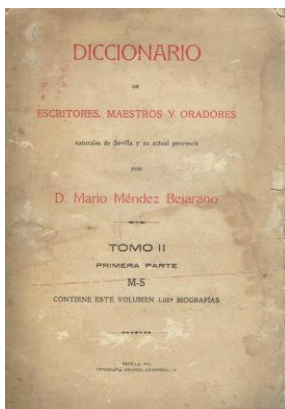 DICCIONARIO
DE
ESCRITORES, MAESTROS Y ORADORES
naturales de Sevilla y su actual provincia
POR
D. Mario Méndez Bejarano
TOMO II
PRIMERA PARTE
M-S
CONTIENE ESTE VOLUMEN BIOGRAFÍAS
SEVILLA
TIPOGRAFÍA